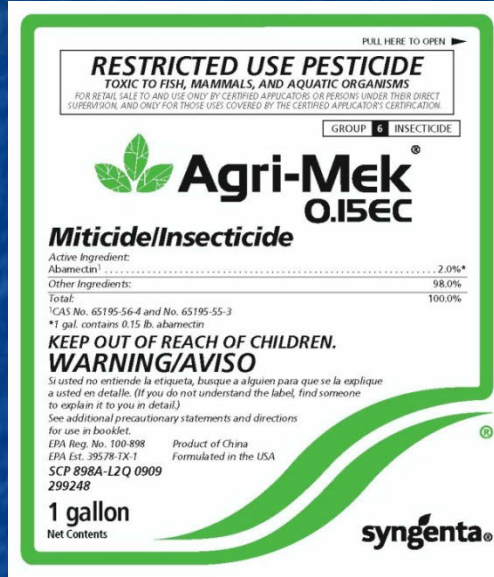 PULL HERE TO OPEN
RESTRICTED USE PESTICIDE
TOXIC TO FISH, MAMMALS, AND AQUATIC ORGANISMS
FOR RETAIL SALE TO AND USE ONLY BY CERTIFIED APPLICATORS OR PERSONS UNDER THEIR DIRECT
SUPERVISION, AND ONLY FOR THOSE USES COVERED BY THE CERTIFIED APPLICATOR'S CERTIFICATION.
GROUP 6 INSECTICIDE
Agri-Mek®
0.15EC
Miticide/Insecticide
Active Ingredient:
Abamectin¹ . . . . . . . . . . . . . . . . . . . . . . . . . . . . . . . . . . . . . . . . 2.0%*
Other Ingredients: 98.0%
Total: 100.0%
¹CAS No. 65195-56-4 and No. 65195-55-3
*1 gal. contains 0.15 lb. abamectin
KEEP OUT OF REACH OF CHILDREN.
WARNING/AVISO
Si usted no entiende la etiqueta, busque a alguien para que se la explique
a usted en detalle. (If you do not understand the label, find someone
to explain it to you in detail.)
See additional precautionary statements and directions
for use in booklet.
EPA Reg. No. 100-898 Product of China
EPA Est. 39578-TX-1 Formulated in the USA
SCP 898A-L2Q 0909
299248
1 gallon
Net Contents
®
syngenta®